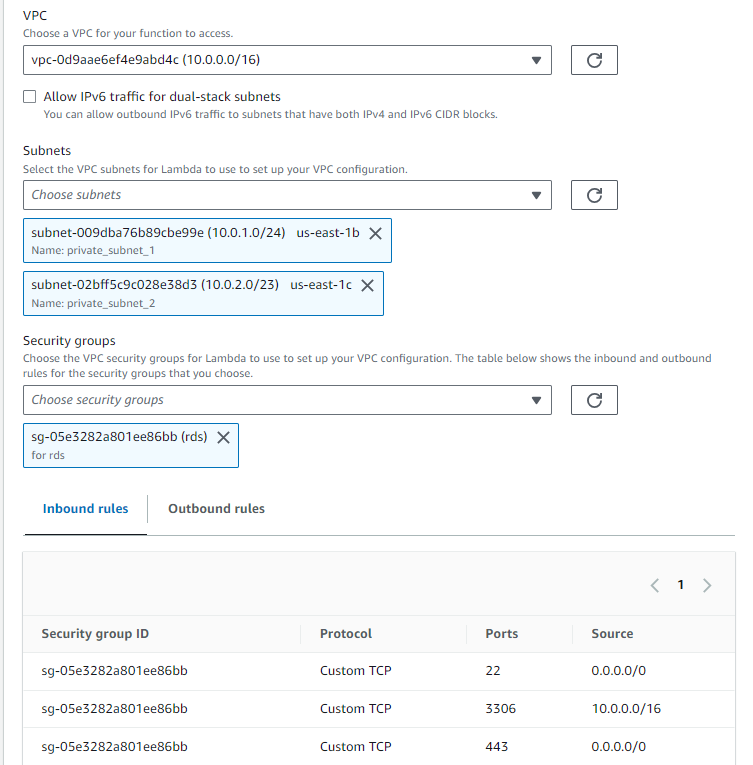 VPC
Choose a VPC for your function to access.
vpc-0d9aae6ef4e9abd4c (10.0.0.0/16)
Allow IPv6 traffic for dual-stack subnets
You can allow outbound IPv6 traffic to subnets that have both IPv4 and IPv6 CIDR blocks.
Subnets
Select the VPC subnets for Lambda to use to set up your VPC configuration.
Choose subnets
subnet-009dba76b89cbe99e (10.0.1.0/24) us-east-1b
Name: private_subnet_1
subnet-02bff5c9c028e38d3 (10.0.2.0/23) us-east-1c
Name: private_subnet_2
Security groups
Choose the VPC security groups for Lambda to use to set up your VPC configuration. The table below shows the inbound and outbound
rules for the security groups that you choose.
Choose security groups
sg-05e3282a801ee86bb (rds)
for rds
Inbound rules Outbound rules
1
Security group ID Protocol Ports Source
sg-05e3282a801ee86bb Custom TCP 22 0.0.0.0/0
sg-05e3282a801ee86bb Custom TCP 3306 10.0.0.0/16
sg-05e3282a801ee86bb Custom TCP 443 0.0.0.0/0